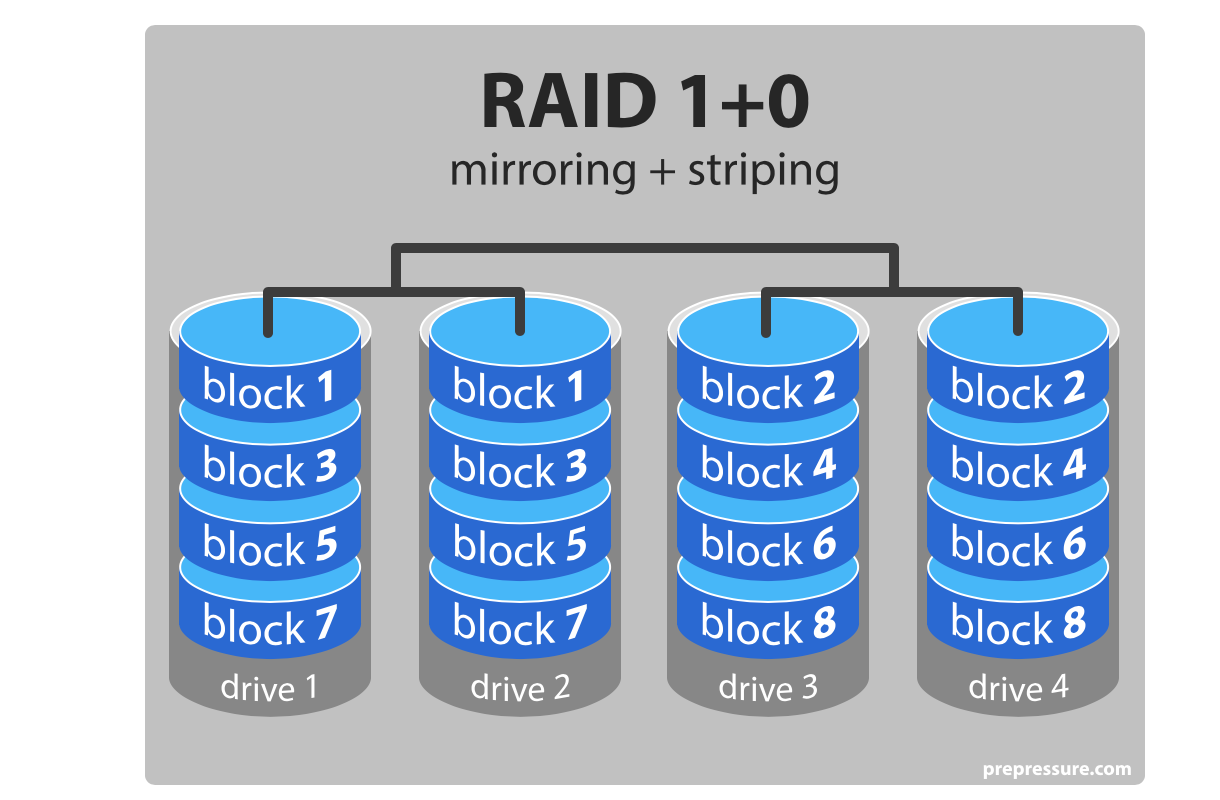 RAID 1+0
mirroring + striping
block 1 block 1 block 2 block 2
block 3 block 3 block 4 block 4
block 5 block 5 block 6 block 6
block 7 block 7 block 8 block 8
drive 1 drive 2 drive 3 drive 4
prepressure.com